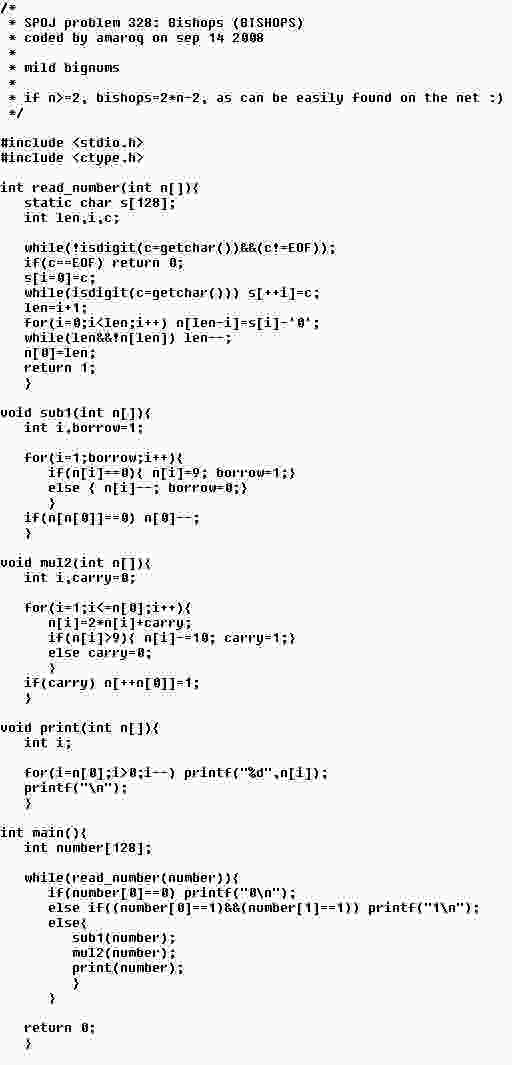 /*
 * SPOJ problem 328: Bishops (BISHOPS)
 * coded by amaroq on sep 14 2008
 *
 * mild bignums
 *
 * if n>=2, bishops=2*n-2, as can be easily found on the net :)
 */

#include <stdio.h>
#include <ctype.h>

int read_number(int n[]){
   static char s[128];
   int len,i,c;

   while(!isdigit(c=getchar())&&(c!=EOF));
   if(c==EOF) return 0;
   s[i=0]=c;
   while(isdigit(c=getchar())) s[++i]=c;
   len=i+1;
   for(i=0;i<len;i++) n[len-i]=s[i]-'0';
   while(len&&!n[len]) len--;
   n[0]=len;
   return 1;
   }

void sub1(int n[]){
   int i,borrow=1;

   for(i=1;borrow;i++){
      if(n[i]==0){ n[i]=9; borrow=1;}
      else { n[i]--; borrow=0;}
      }
   if(n[n[0]]==0) n[0]--;
   }

void mul2(int n[]){
   int i,carry=0;

   for(i=1;i<=n[0];i++){
      n[i]=2*n[i]+carry;
      if(n[i]>9){ n[i]-=10; carry=1;}
      else carry=0;
      }
   if(carry) n[++n[0]]=1;
   }

void print(int n[]){
   int i;

   for(i=n[0];i>0;i--) printf("%d",n[i]);
   printf("\n");
   }

int main(){
   int number[128];

   while(read_number(number)){
      if(number[0]==0) printf("0\n");
      else if((number[0]==1)&&(number[1]==1)) printf("1\n");
      else{
         sub1(number);
         mul2(number);
         print(number);
         }
      }

   return 0;
   }